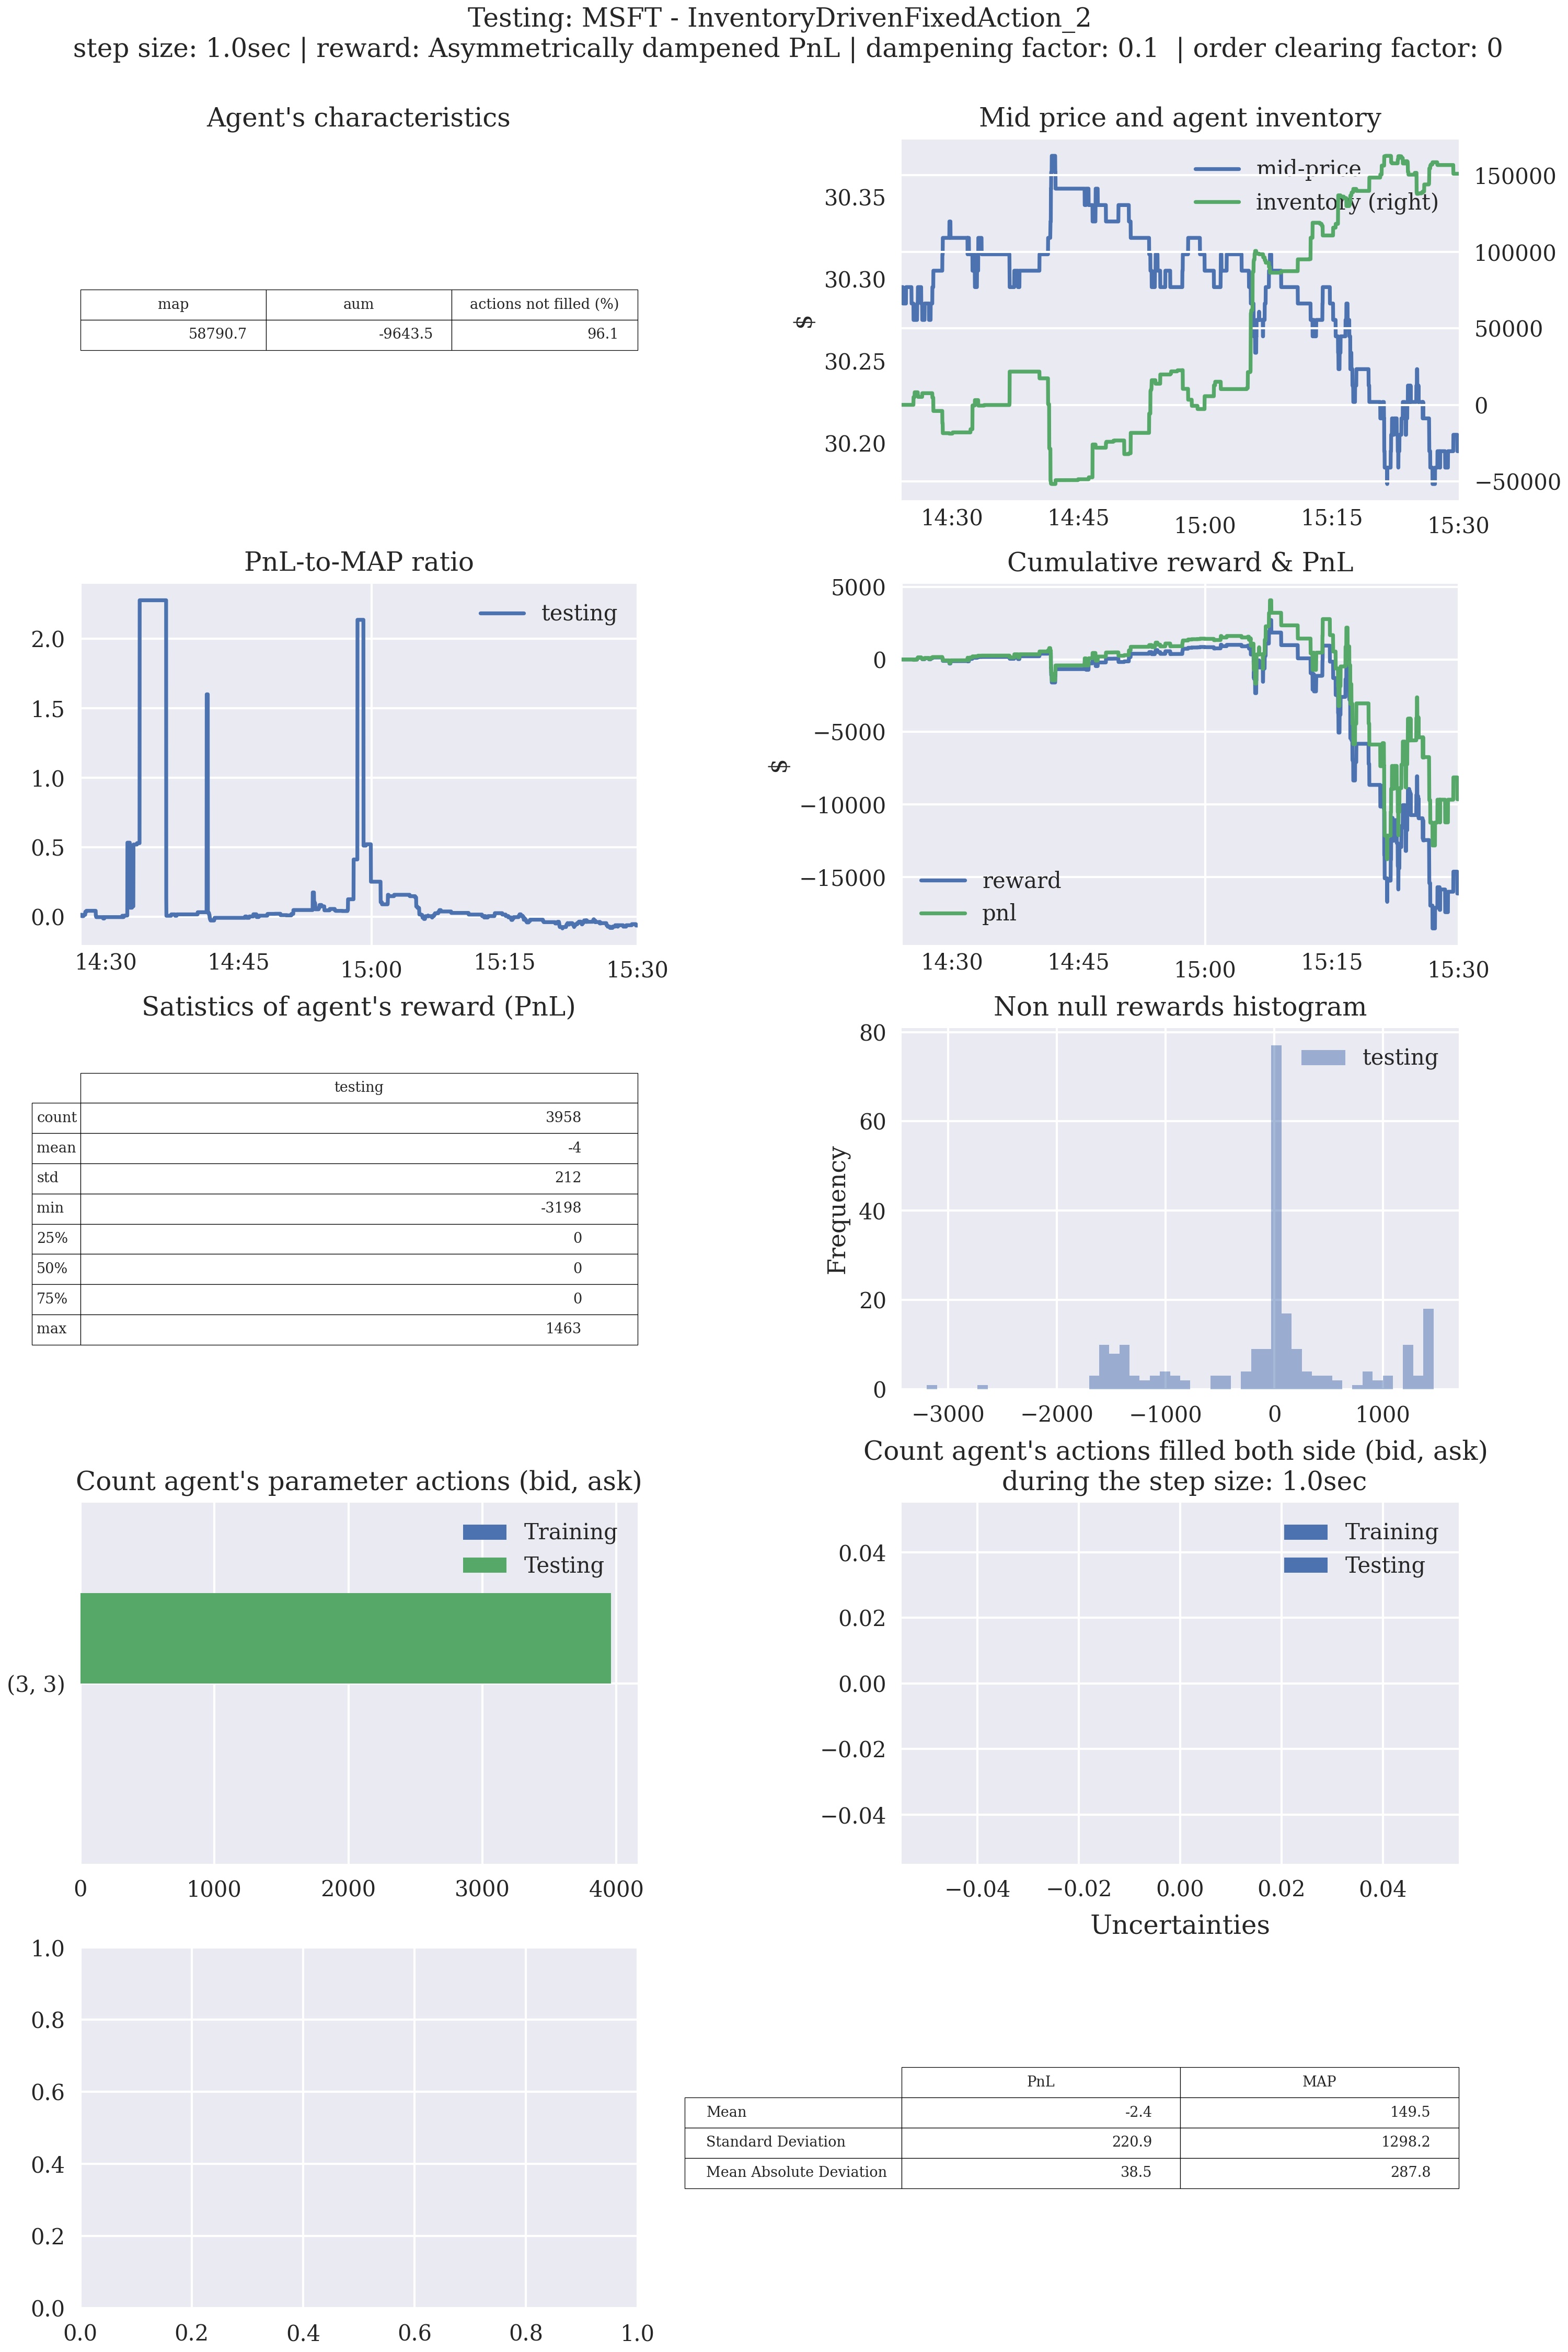 Testing: MSFT - InventoryDrivenFixedAction_2
step size: 1.0sec | reward: Asymmetrically dampened PnL | dampening factor: 0.1 | order clearing factor: 0
Agent's characteristics
map aum actions not filled (%)
58790.7 -9643.5 96.1
Mid price and agent inventory
mid-price
inventory (right)
30.35
30.30
30.25
30.20
$
150000
100000
50000
0
−50000
14:30 14:45 15:00 15:15 15:30
PnL-to-MAP ratio
testing
2.0
1.5
1.0
0.5
0.0
14:30 14:45 15:00 15:15 15:30
Cumulative reward & PnL
5000
0
−5000
−10000
−15000
$
reward
pnl
14:30 14:45 15:00 15:15 15:30
Satistics of agent's reward (PnL)
testing
count 3958
mean -4
std 212
min -3198
25% 0
50% 0
75% 0
max 1463
Non null rewards histogram
testing
80
60
40
20
0
Frequency
−3000 −2000 −1000 0 1000
Count agent's parameter actions (bid, ask)
Training
Testing
(3, 3)
0 1000 2000 3000 4000
Count agent's actions filled both side (bid, ask)
during the step size: 1.0sec
Training
Testing
0.04
0.02
0.00
−0.02
−0.04
−0.04 −0.02 0.00 0.02 0.04
1.0
0.8
0.6
0.4
0.2
0.0
0.0 0.2 0.4 0.6 0.8 1.0
Uncertainties
PnL MAP
Mean -2.4 149.5
Standard Deviation 220.9 1298.2
Mean Absolute Deviation 38.5 287.8